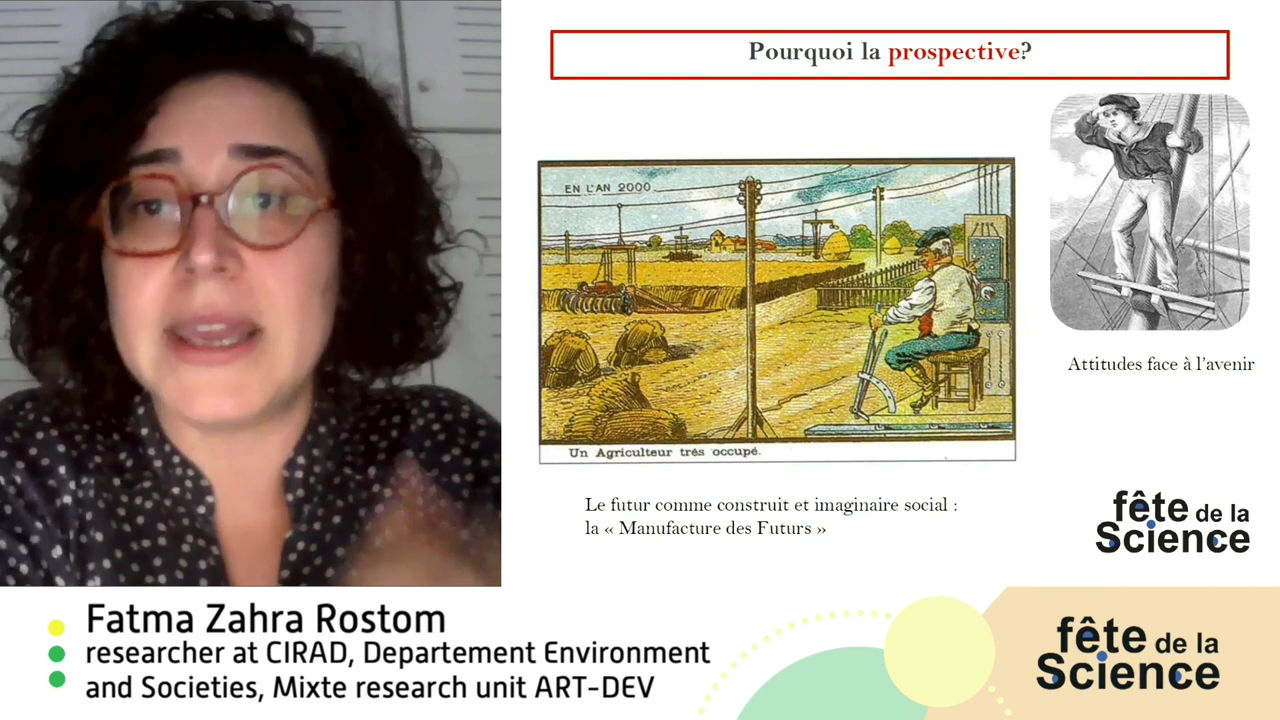 Pourquoi la prospective?
EN L'AN 2000
Un Agriculteur très occupé.
Attitudes face à l'avenir
Le futur comme construit et imaginaire social :
la « Manufacture des Futurs »
fête de la
Science
Fatma Zahra Rostom
researcher at CIRAD, Departement Environment
and Societies, Mixte research unit ART-DEV
fête de la
Science